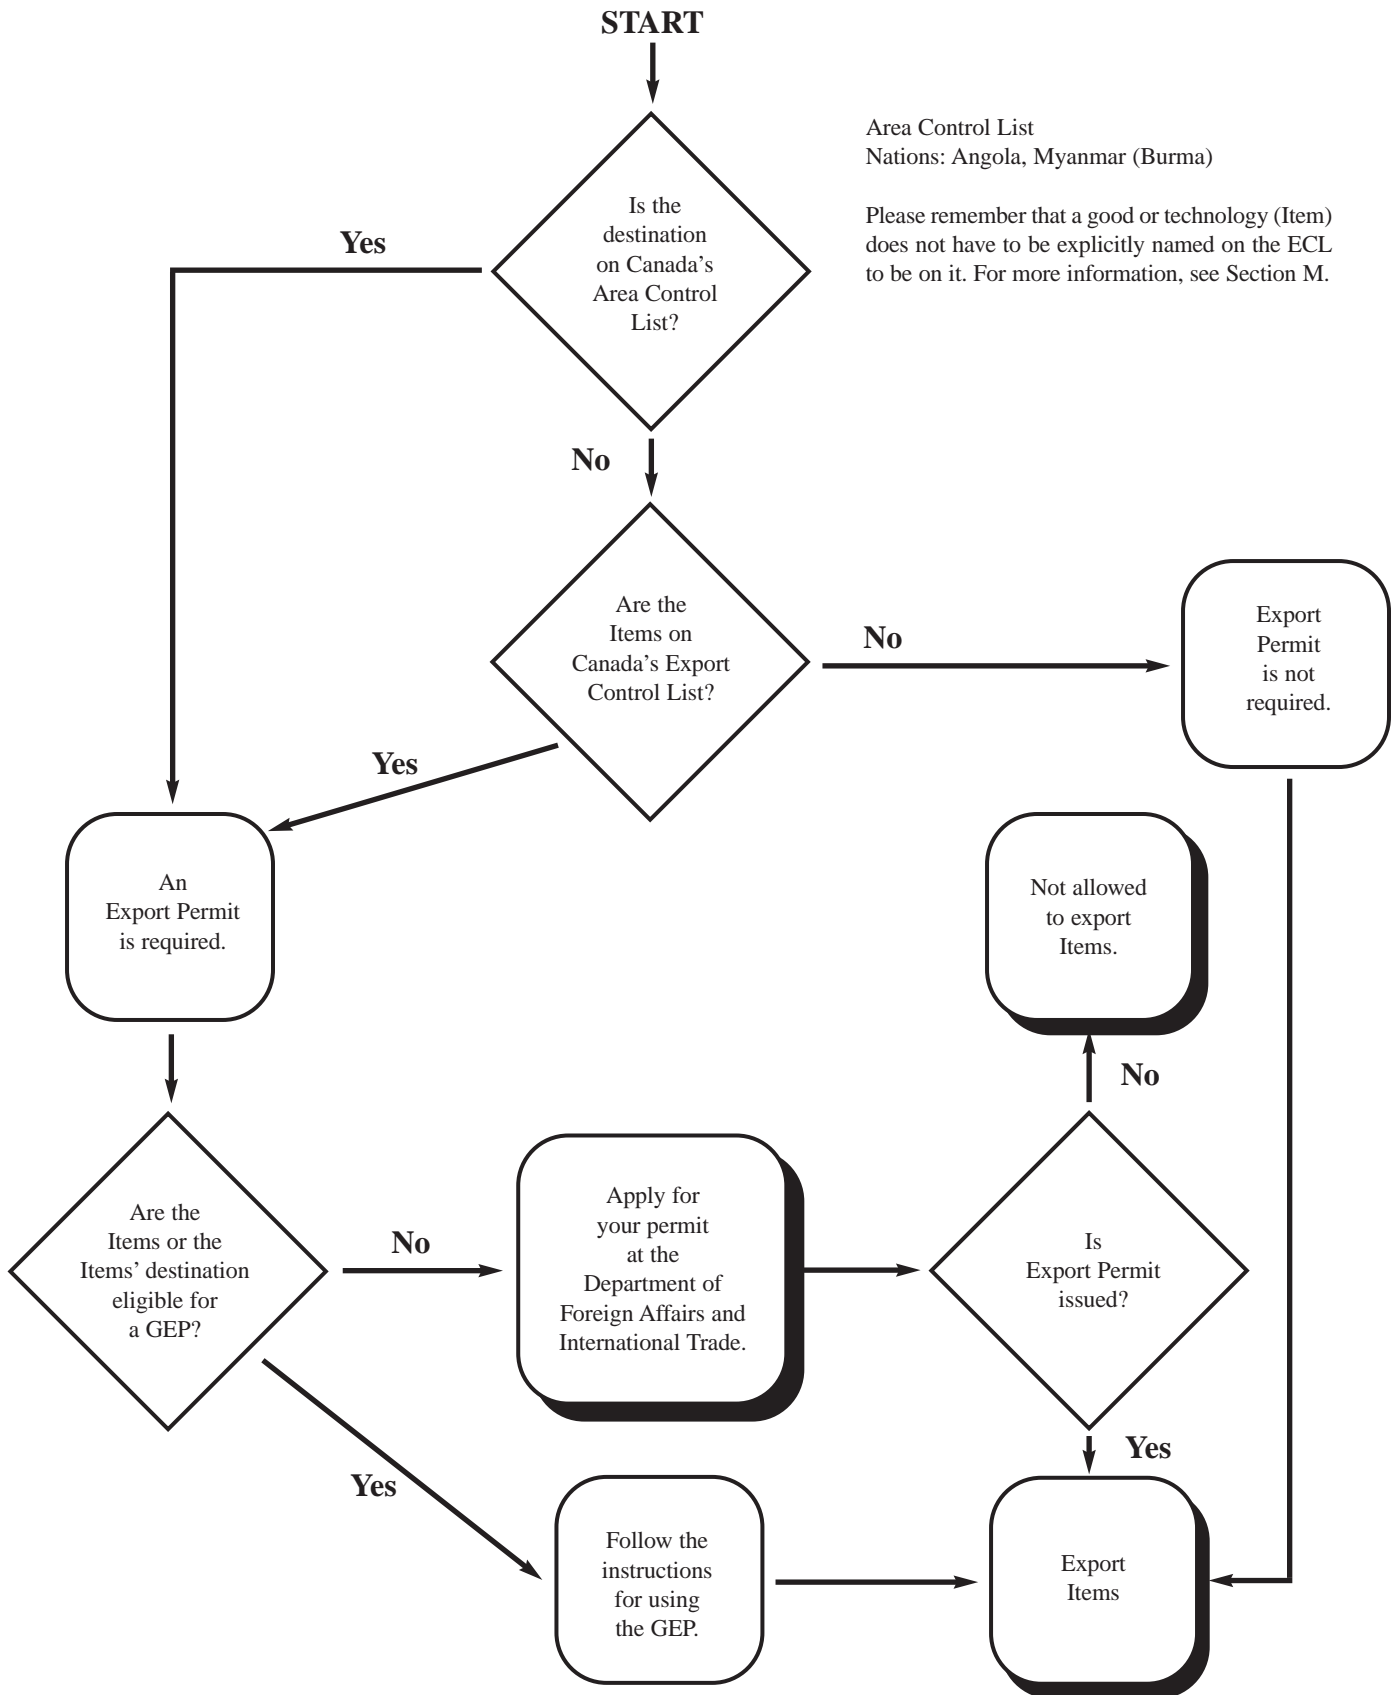 START
Area Control List
Nations: Angola, Myanmar (Burma)
Please remember that a good or technology (Item)
does not have to be explicitly named on the ECL
to be on it. For more information, see Section M.
Is the
destination
on Canada’s
Area Control
List?
Yes
No
Are the
Items on
Canada’s Export
Control List?
No
Export
Permit
is not
required.
Yes
An
Export Permit
is required.
Not allowed
to export
Items.
No
Are the
Items or the
Items’ destination
eligible for
a GEP?
No
Apply for
your permit
at the
Department of
Foreign Affairs and
International Trade.
Is
Export Permit
issued?
Yes
Yes
Follow the
instructions
for using
the GEP.
Export
Items